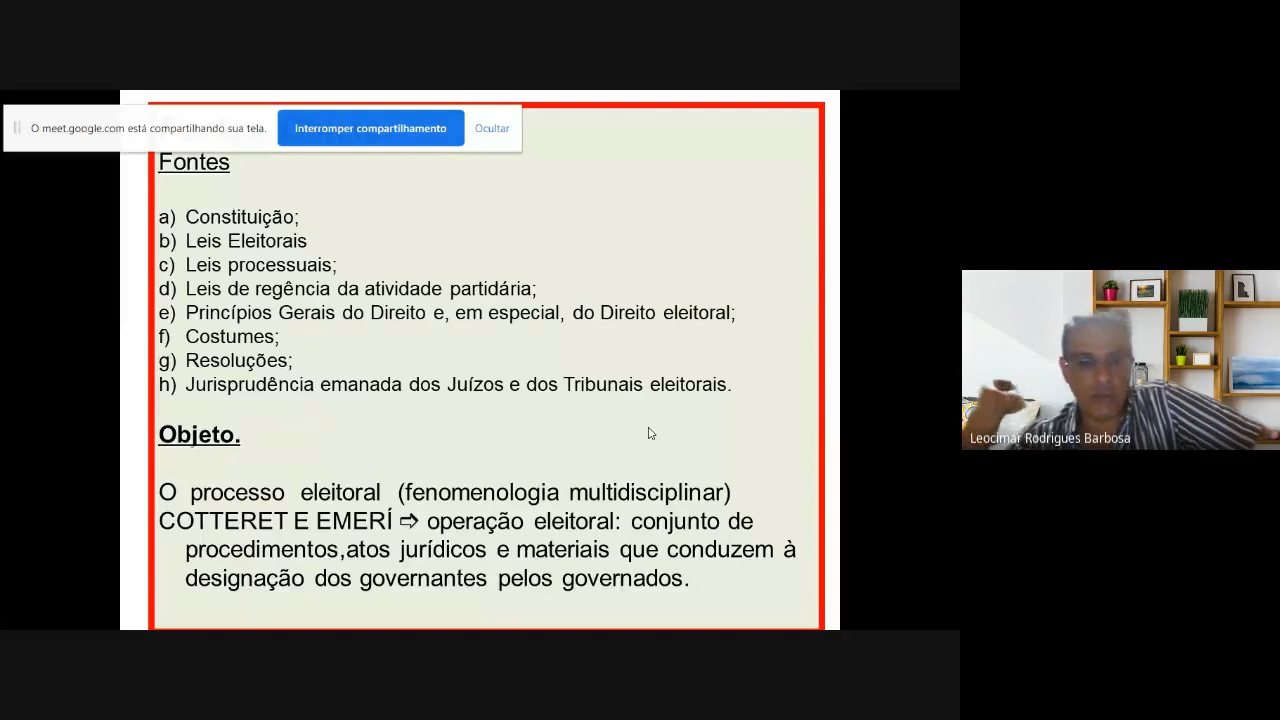 O meet.google.com está compartilhando sua tela.
Interromper compartilhamento
Ocultar
Fontes
a) Constituição;
b) Leis Eleitorais
c) Leis processuais;
d) Leis de regência da atividade partidária;
e) Princípios Gerais do Direito e, em especial, do Direito eleitoral;
f) Costumes;
g) Resoluções;
h) Jurisprudência emanada dos Juízos e dos Tribunais eleitorais.
Objeto.
O processo eleitoral (fenomenologia multidisciplinar)
COTTERET E EMERÍ ⇨ operação eleitoral: conjunto de
procedimentos,atos jurídicos e materiais que conduzem à
designação dos governantes pelos governados.
Leocimar Rodrigues Barbosa